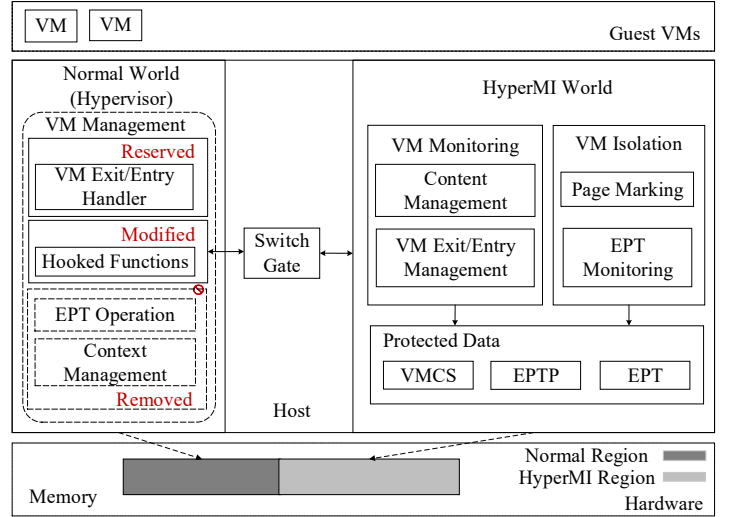 VM
VM
Guest VMs
Normal World
(Hypervisor)
VM Management
Reserved
VM Exit/Entry
Handler
Modified
Hooked Functions
EPT Operation
Context
Management
Removed
Switch
Gate
Host
HyperMI World
VM Monitoring
Content
Management
VM Exit/Entry
Management
VM Isolation
Page Marking
EPT
Monitoring
Protected Data
VMCS
EPTP
EPT
Memory
Normal Region
HyperMI Region
Hardware